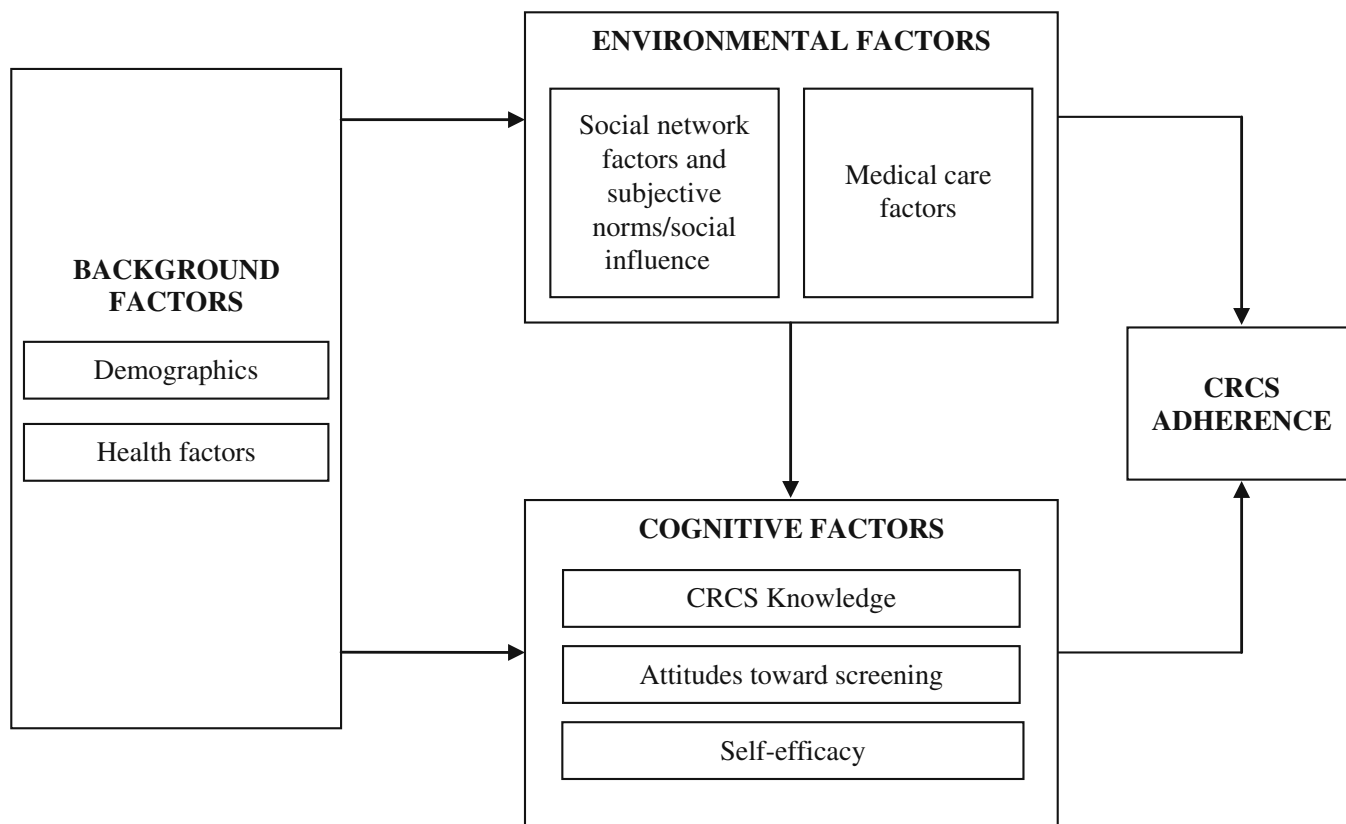 BACKGROUND
FACTORS
Demographics
Health factors
ENVIRONMENTAL FACTORS
Social network
factors and
subjective
norms/social
influence
Medical care
factors
COGNITIVE FACTORS
CRCS Knowledge
Attitudes toward screening
Self-efficacy
CRCS
ADHERENCE